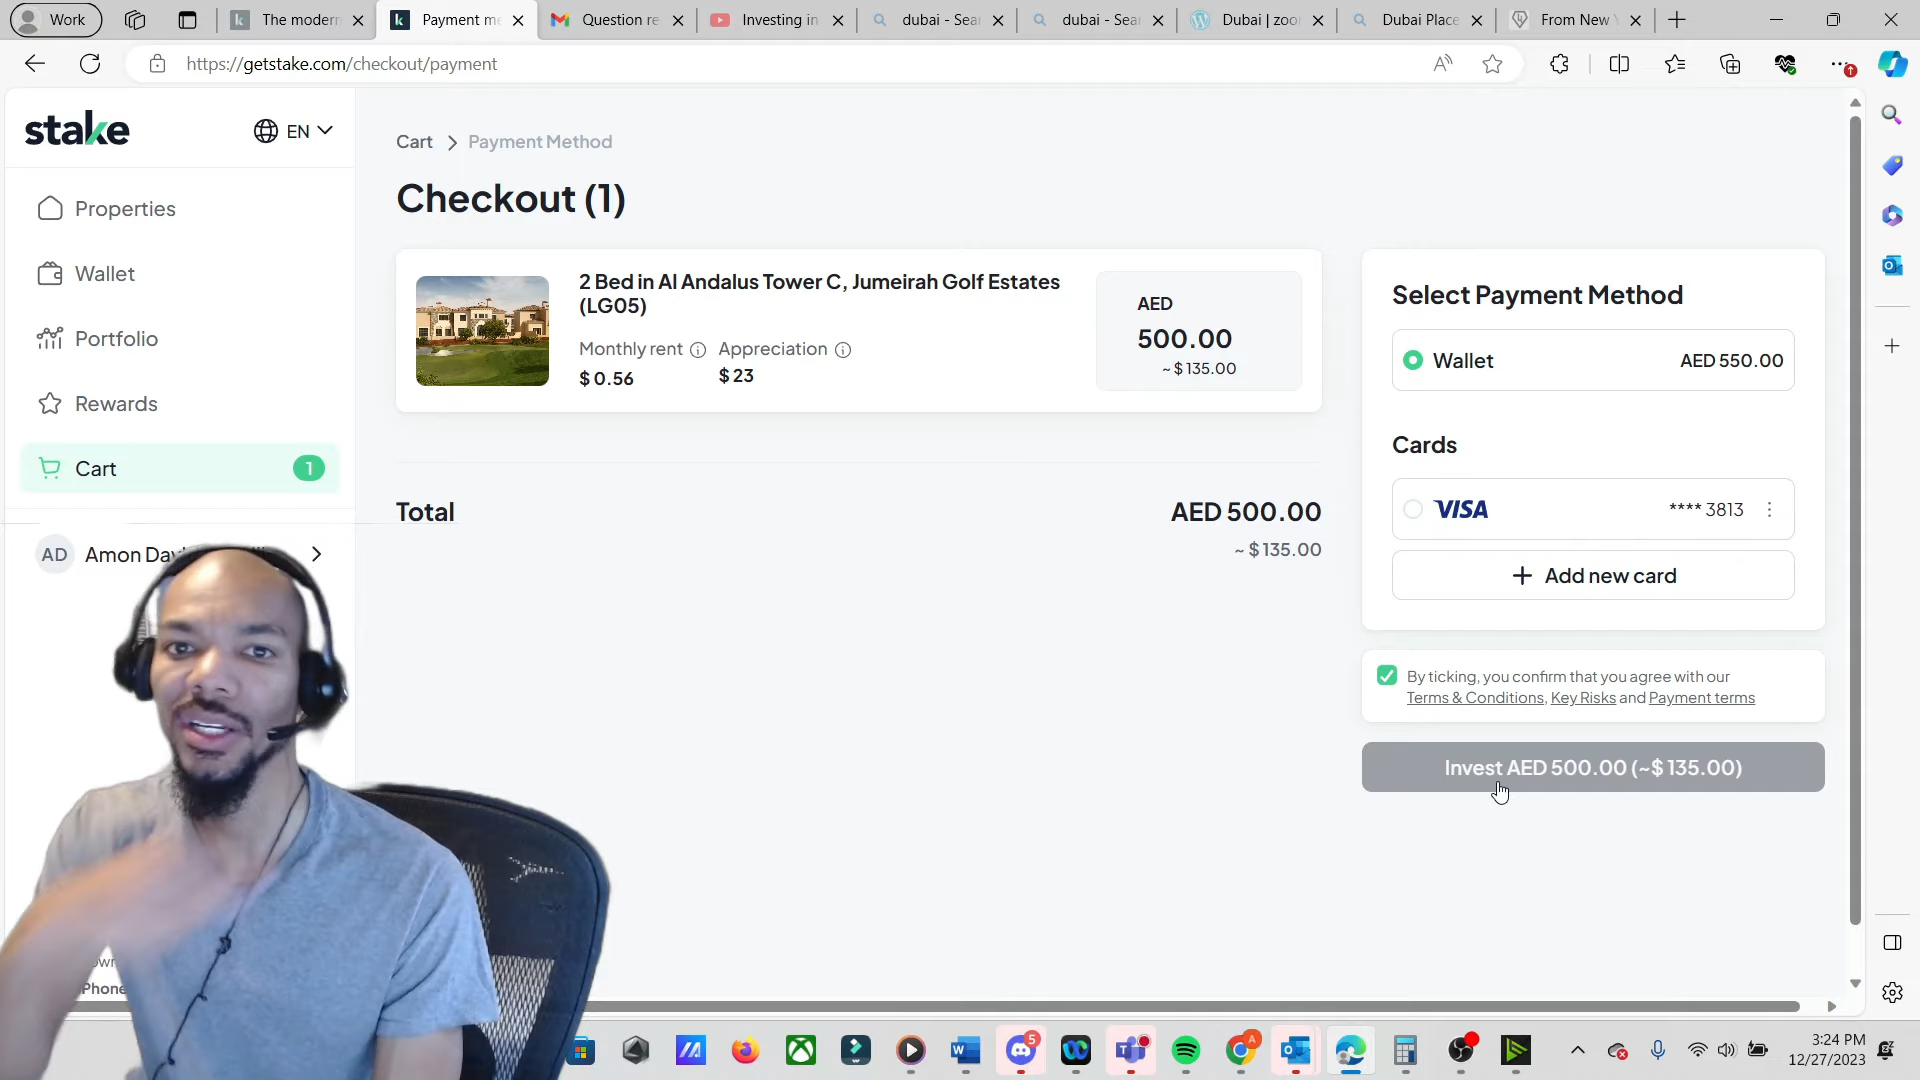 Work
The modern
Payment me
Question re
Investing in
dubai - Sear
dubai - Sear
Dubai | zoo
Dubai Place
From New Y
https://getstake.com/checkout/payment
stake
EN
Properties
Wallet
Portfolio
Rewards
Cart
1
AD
Amon Dav
Phone
Cart > Payment Method
Checkout (1)
2 Bed in Al Andalus Tower C, Jumeirah Golf Estates
(LG05)
Monthly rent
Appreciation
$ 0.56
$ 23
AED
500.00
~ $ 135.00
Total
AED 500.00
~ $ 135.00
Select Payment Method
Wallet
AED 550.00
Cards
VISA
**** 3813
+ Add new card
By ticking, you confirm that you agree with our
Terms & Conditions, Key Risks and Payment terms
Invest AED 500.00 (~$ 135.00)
5
A
3:24 PM
12/27/2023